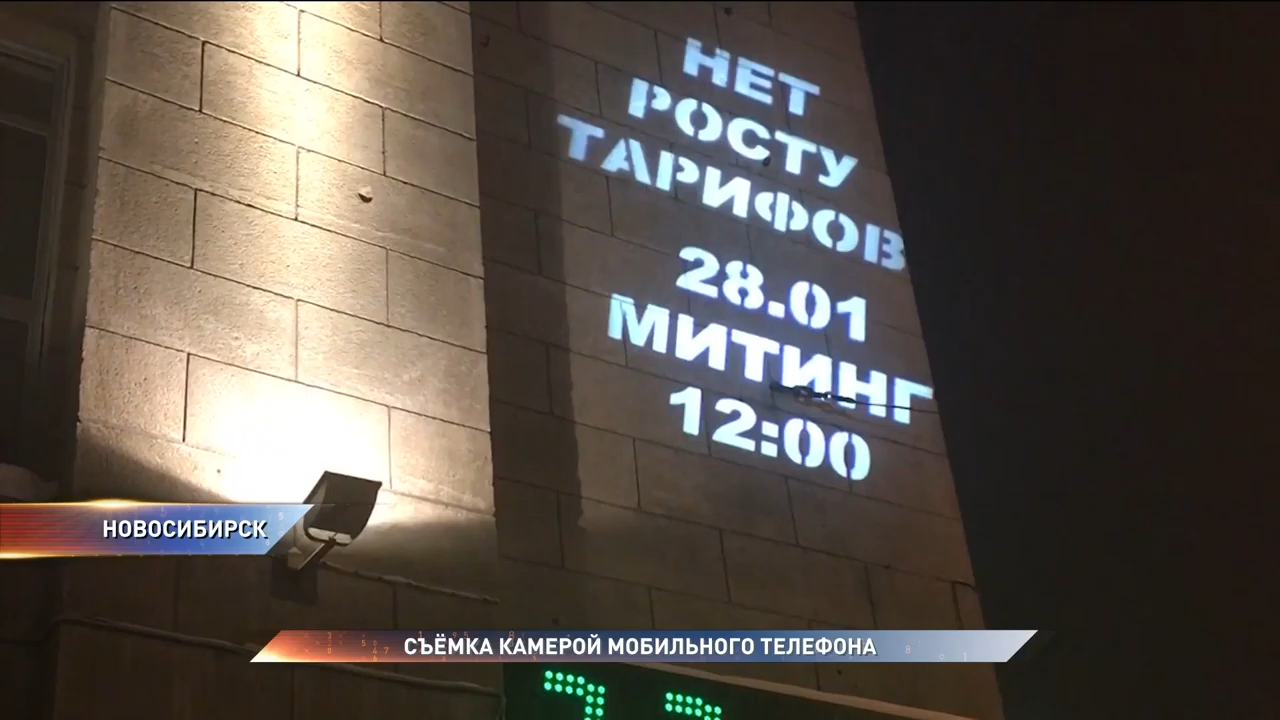 НЕТ
РОСТУ
ТАРИФОВ
28.01
МИТИНГ
12:00
НОВОСИБИРСК
СЪЁМКА КАМЕРОЙ МОБИЛЬНОГО ТЕЛЕФОНА